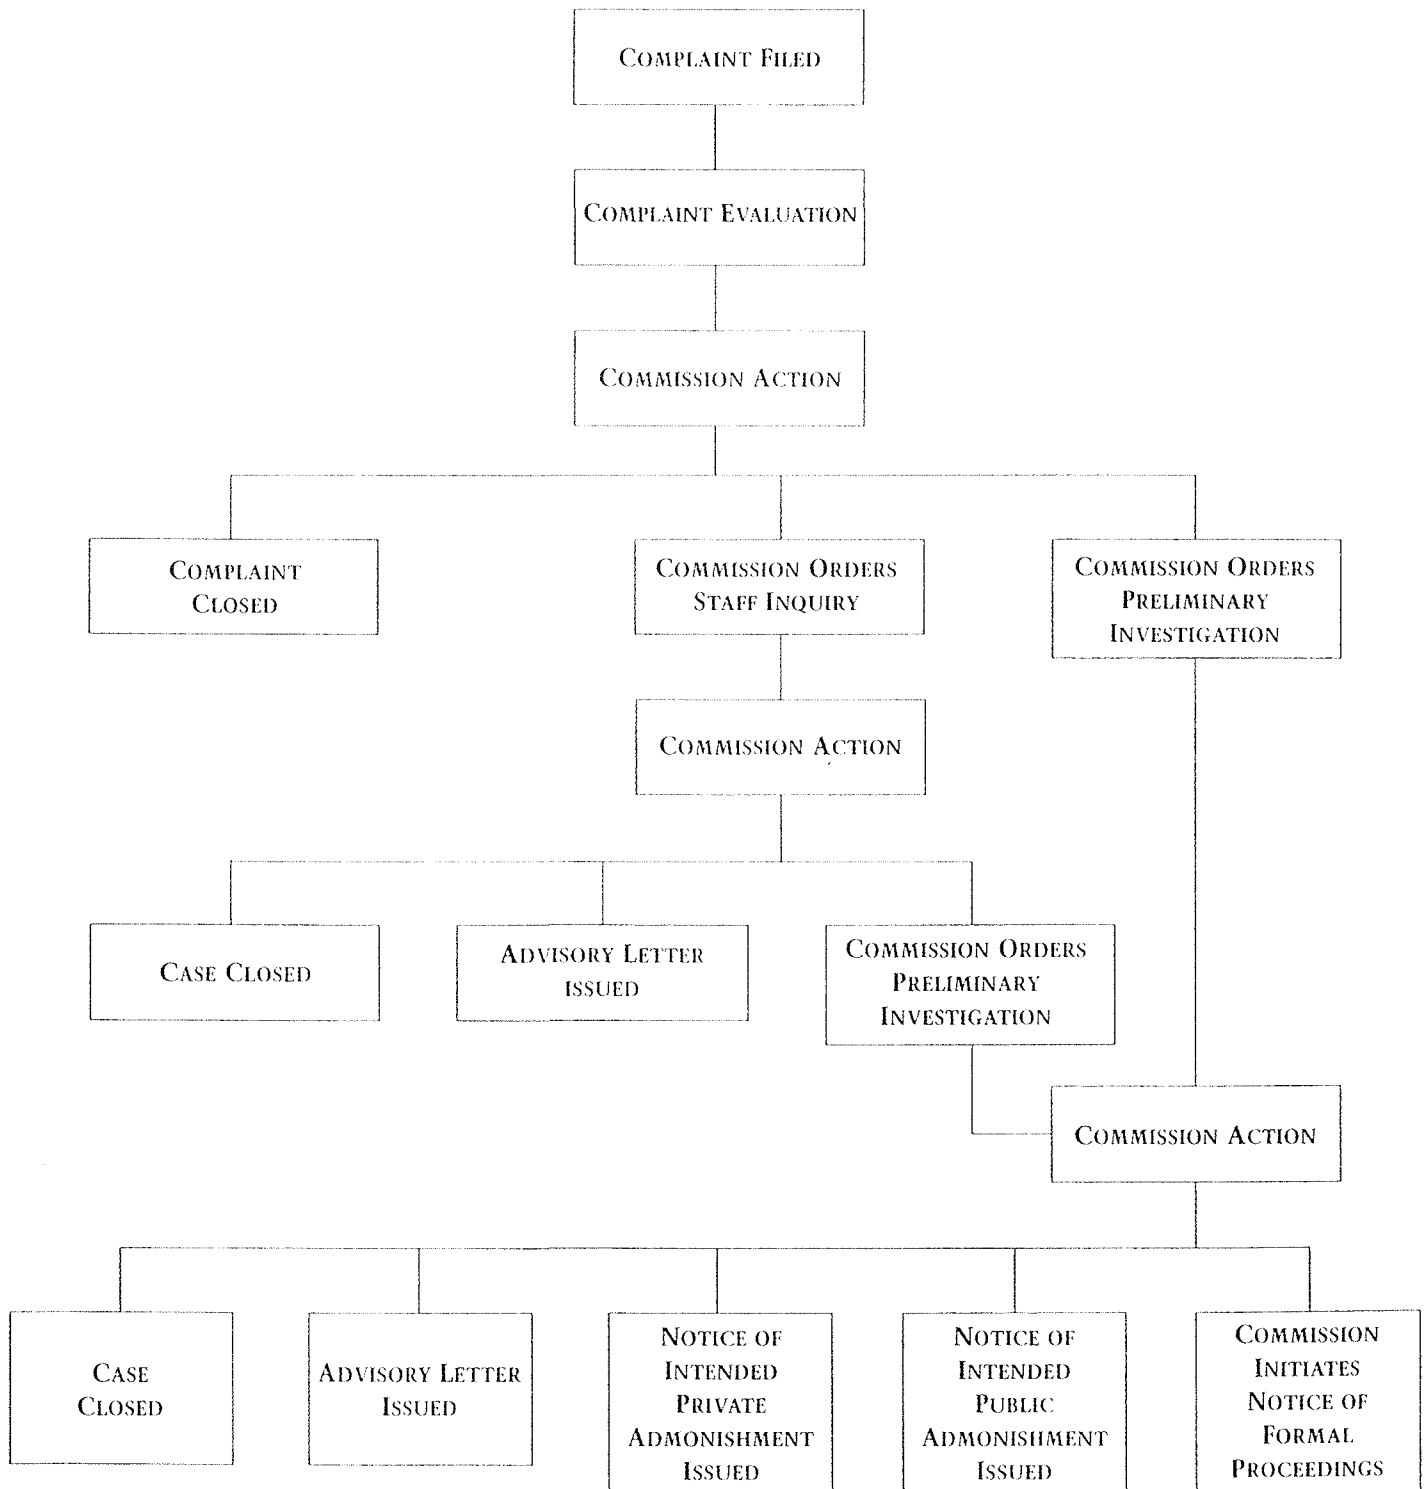 COMPLAINT FILED
COMPLAINT EVALUATION
COMMISSION ACTION
COMPLAINT
CLOSED
COMMISSION ORDERS
STAFF INQUIRY
COMMISSION ORDERS
PRELIMINARY
INVESTIGATION
COMMISSION ACTION
CASE CLOSED
ADVISORY LETTER
ISSUED
COMMISSION ORDERS
PRELIMINARY
INVESTIGATION
COMMISSION ACTION
CASE
CLOSED
ADVISORY LETTER
ISSUED
NOTICE OF
INTENDED
PRIVATE
ADMONISHMENT
ISSUED
NOTICE OF
INTENDED
PUBLIC
ADMONISHMENT
ISSUED
COMMISSION
INITIATES
NOTICE OF
FORMAL
PROCEEDINGS